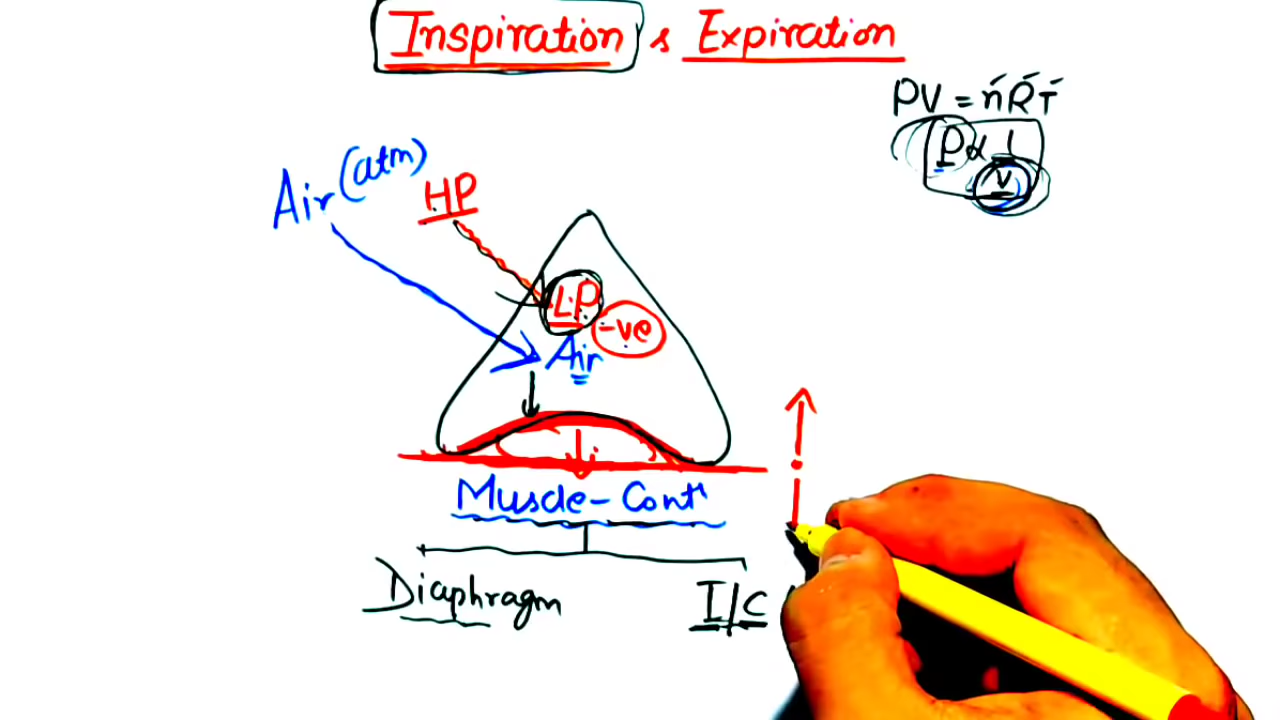 Inspiration & Expiration
PV = nRT
P ∝ 1/V
Air (atm)
HP
LP
-ve
Air
Muscle-Contⁿ
Diaphragm
I/C